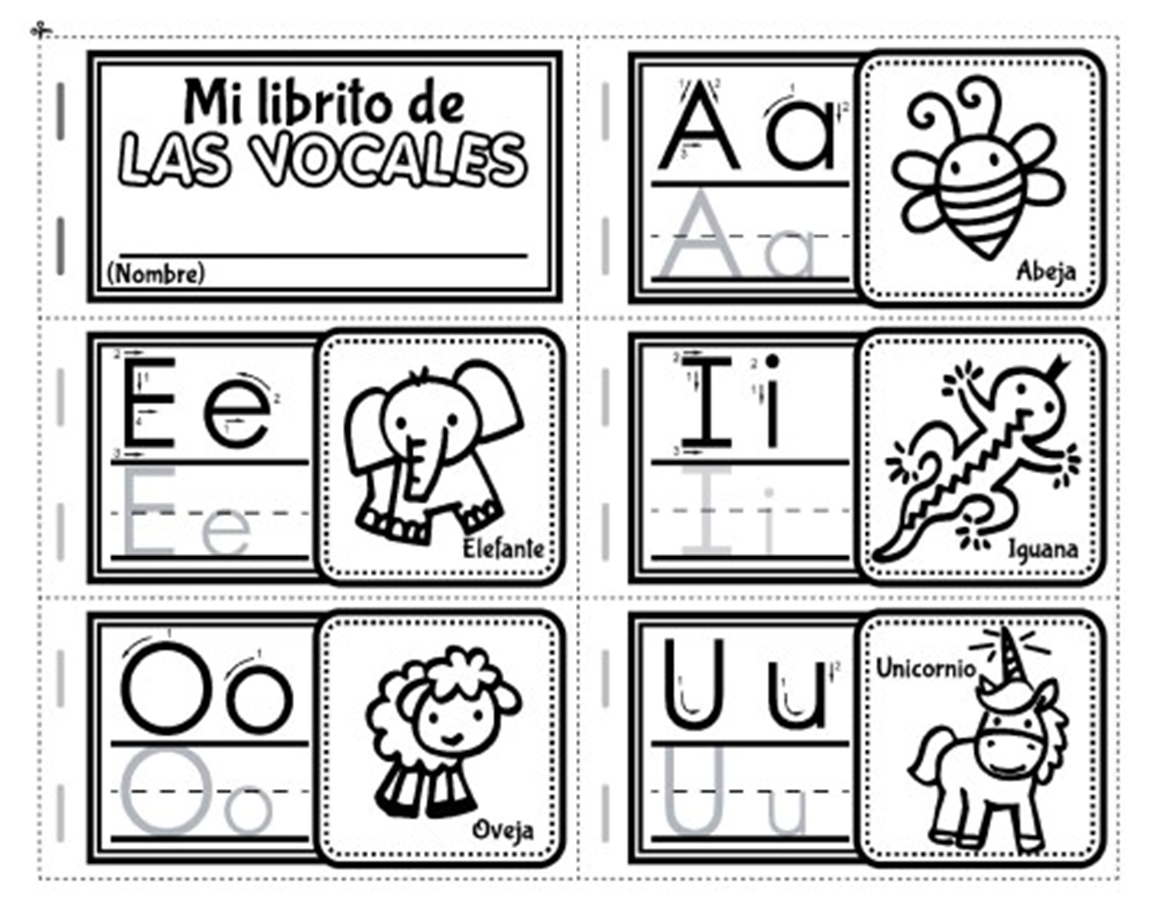 Mi librito de
LAS VOCALES
(Nombre)
A a
A a
Abeja
E e
E e
Elefante
I i
I i
Iguana
O o
O o
Oveja
U u
U u
Unicornio